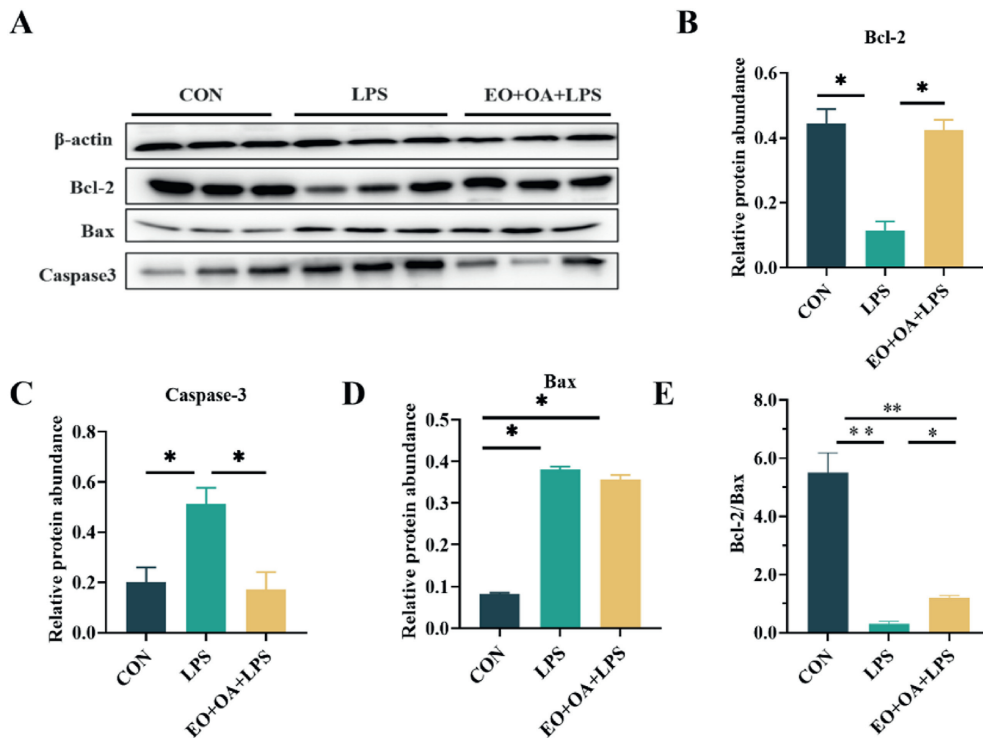 A
CON LPS EO+OA+LPS
β-actin
Bcl-2
Bax
Caspase3
B
Bcl-2
Relative protein abundance
0.6
0.4
0.2
0.0
* *
CON LPS EO+OA+LPS
C
Caspase-3
Relative protein abundance
0.8
0.6
0.4
0.2
0.0
* *
CON LPS EO+OA+LPS
D
Bax
Relative protein abundance
0.5
0.4
0.3
0.2
0.1
0.0
*
*
CON LPS EO+OA+LPS
E
Bcl-2/Bax
8.0
6.0
4.0
2.0
0.0
**
** *
CON LPS EO+OA+LPS